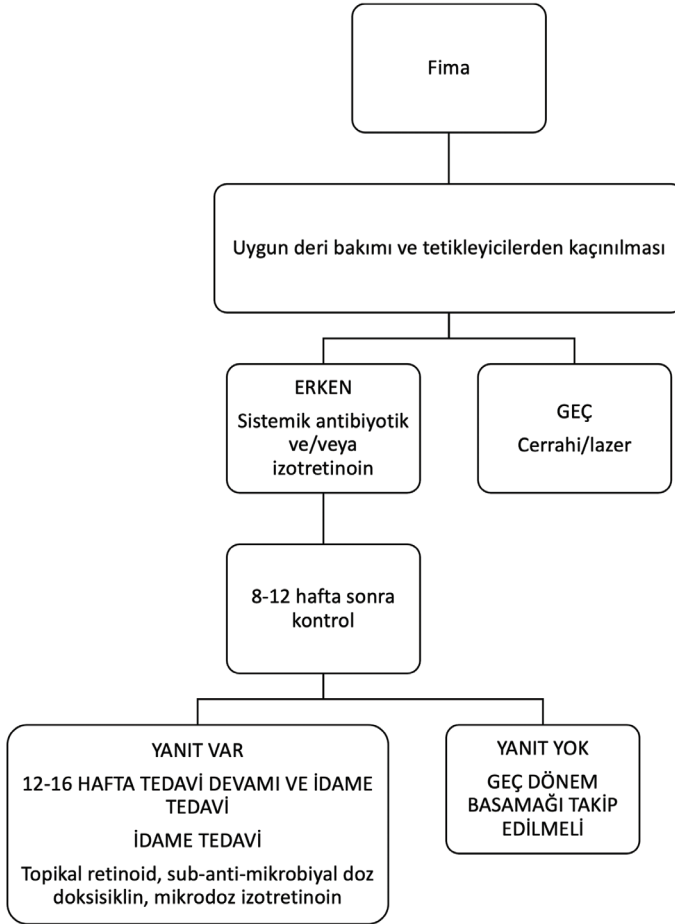 Fima
Uygun deri bakımı ve tetikleyicilerden kaçınılması
ERKEN
Sistemik antibiyotik
ve/veya
izotretinoin
GEÇ
Cerrahi/lazer
8-12 hafta sonra
kontrol
YANIT VAR
12-16 HAFTA TEDAVİ DEVAMI VE İDAME
TEDAVİ
İDAME TEDAVİ
Topikal retinoid, sub-anti-mikrobiyal doz
doksisiklin, mikrodoz izotretinoin
YANIT YOK
GEÇ DÖNEM
BASAMAĞI TAKİP
EDİLMELİ